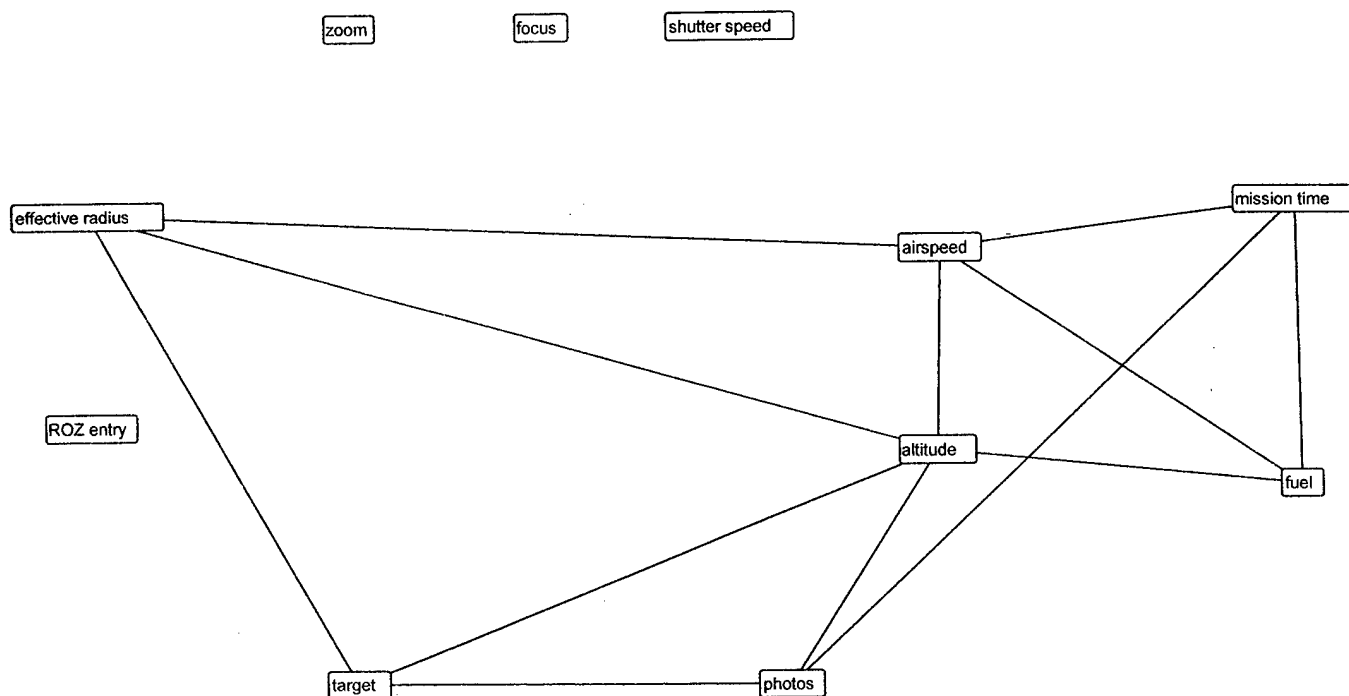 zoom
focus
shutter speed
mission time
effective radius
airspeed
ROZ entry
altitude
fuel
target
photos